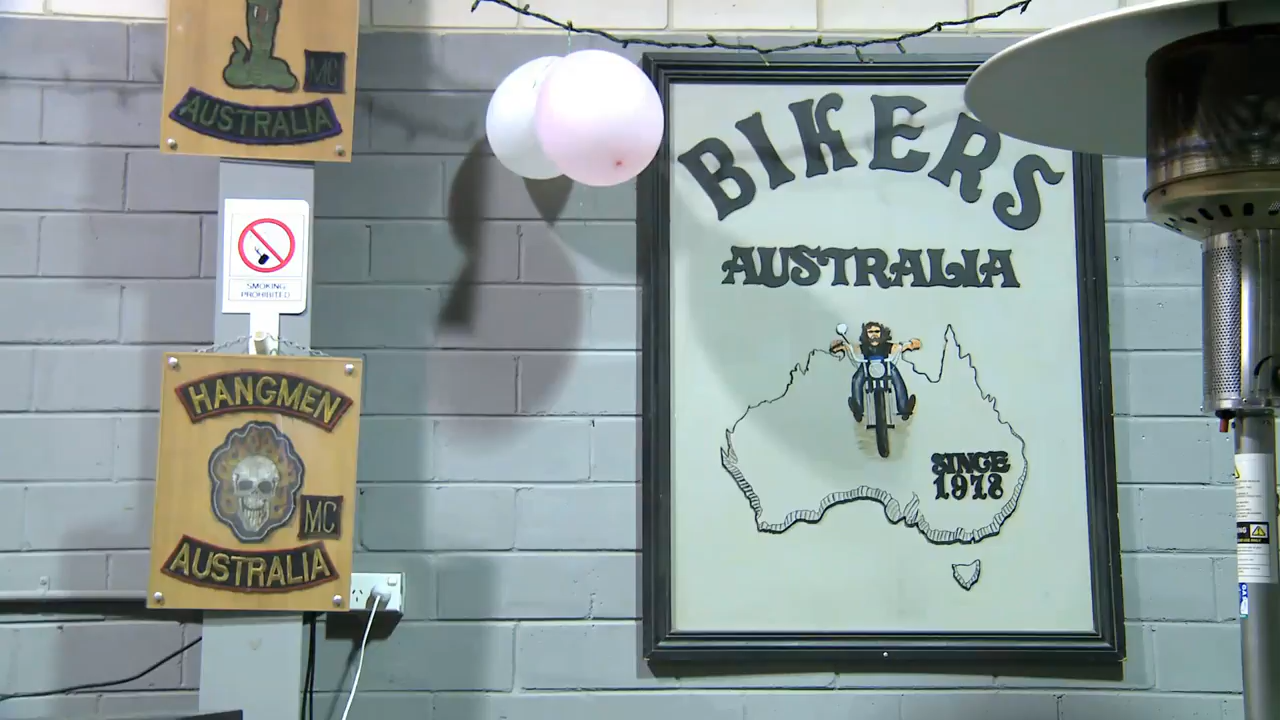 MC
AUSTRALIA
SMOKING
PROHIBITED
HANGMEN
MC
AUSTRALIA
BIKERS
AUSTRALIA
SINCE
1978